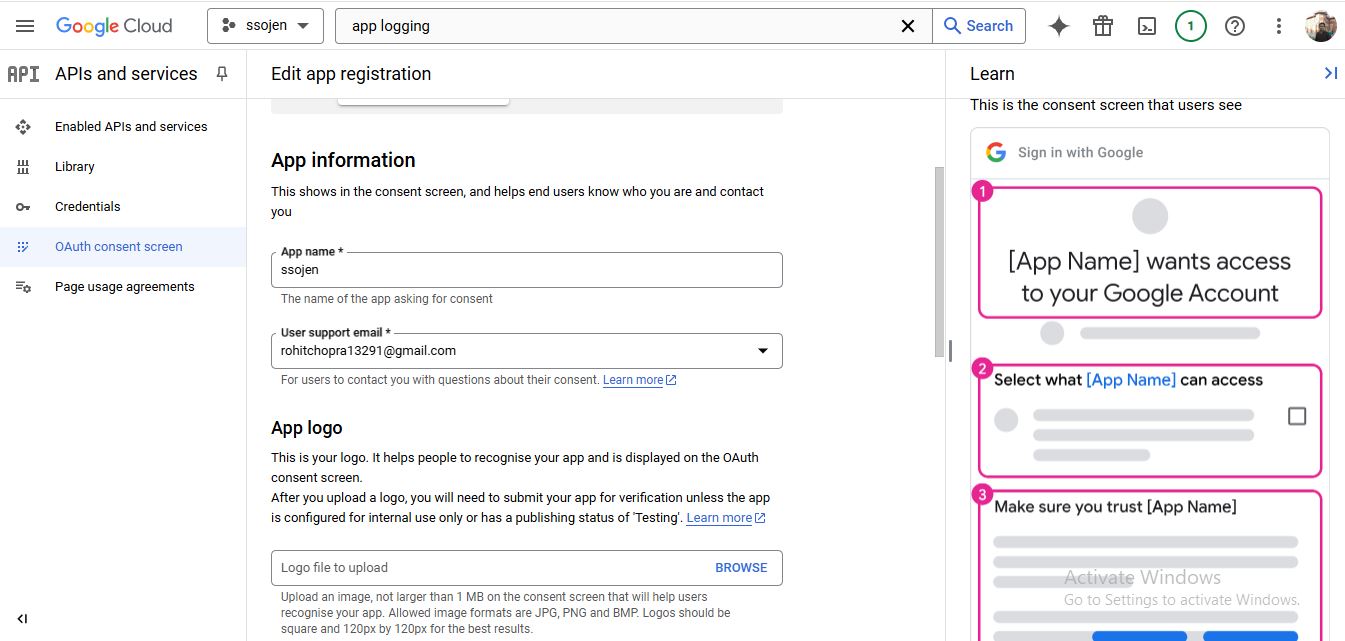 Google Cloud
ssojen
app logging
Search
1
API
APIs and services
Enabled APIs and services
Library
Credentials
OAuth consent screen
Page usage agreements
Edit app registration
App information
This shows in the consent screen, and helps end users know who you are and contact
you
App name *
ssojen
The name of the app asking for consent
User support email *
rohitchopra13291@gmail.com
For users to contact you with questions about their consent. Learn more
App logo
This is your logo. It helps people to recognise your app and is displayed on the OAuth
consent screen.
After you upload a logo, you will need to submit your app for verification unless the app
is configured for internal use only or has a publishing status of 'Testing'. Learn more
Logo file to upload
BROWSE
Upload an image, not larger than 1 MB on the consent screen that will help users
recognise your app. Allowed image formats are JPG, PNG and BMP. Logos should be
square and 120px by 120px for the best results.
Learn
This is the consent screen that users see
Sign in with Google
1
[App Name] wants access
to your Google Account
2
Select what [App Name] can access
3
Make sure you trust [App Name]
Activate Windows
Go to Settings to activate Windows.